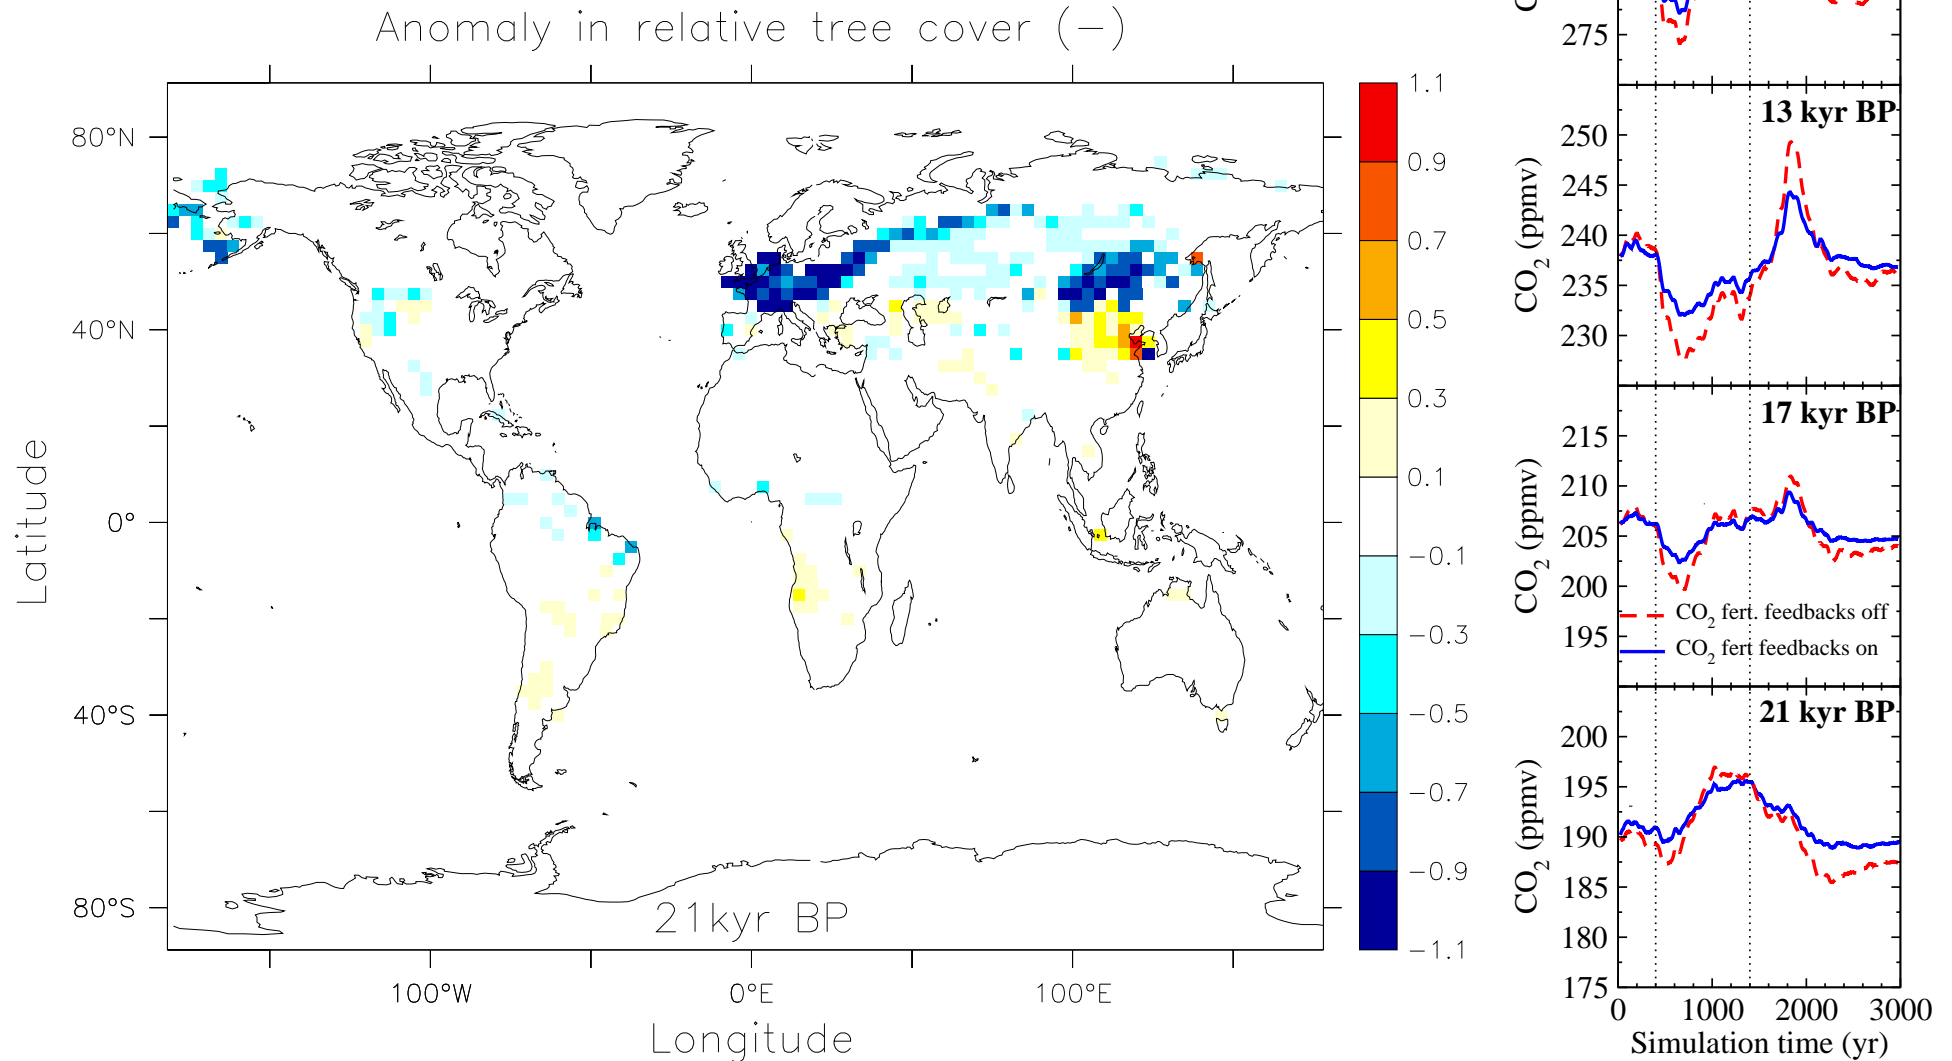 Anomaly in relative tree cover (−)
80°N
40°N
0°
40°S
80°S
Latitude
21kyr BP
100°W
0°E
100°E
Longitude
1.1
0.9
0.7
0.5
0.3
0.1
−0.1
−0.3
−0.5
−0.7
−0.9
−1.1
275
13 kyr BP
250
245
240
235
230
CO2 (ppmv)
17 kyr BP
215
210
205
200
195
CO2 (ppmv)
CO2 fert. feedbacks off
CO2 fert feedbacks on
21 kyr BP
200
195
190
185
180
175
CO2 (ppmv)
0 1000 2000 3000
Simulation time (yr)